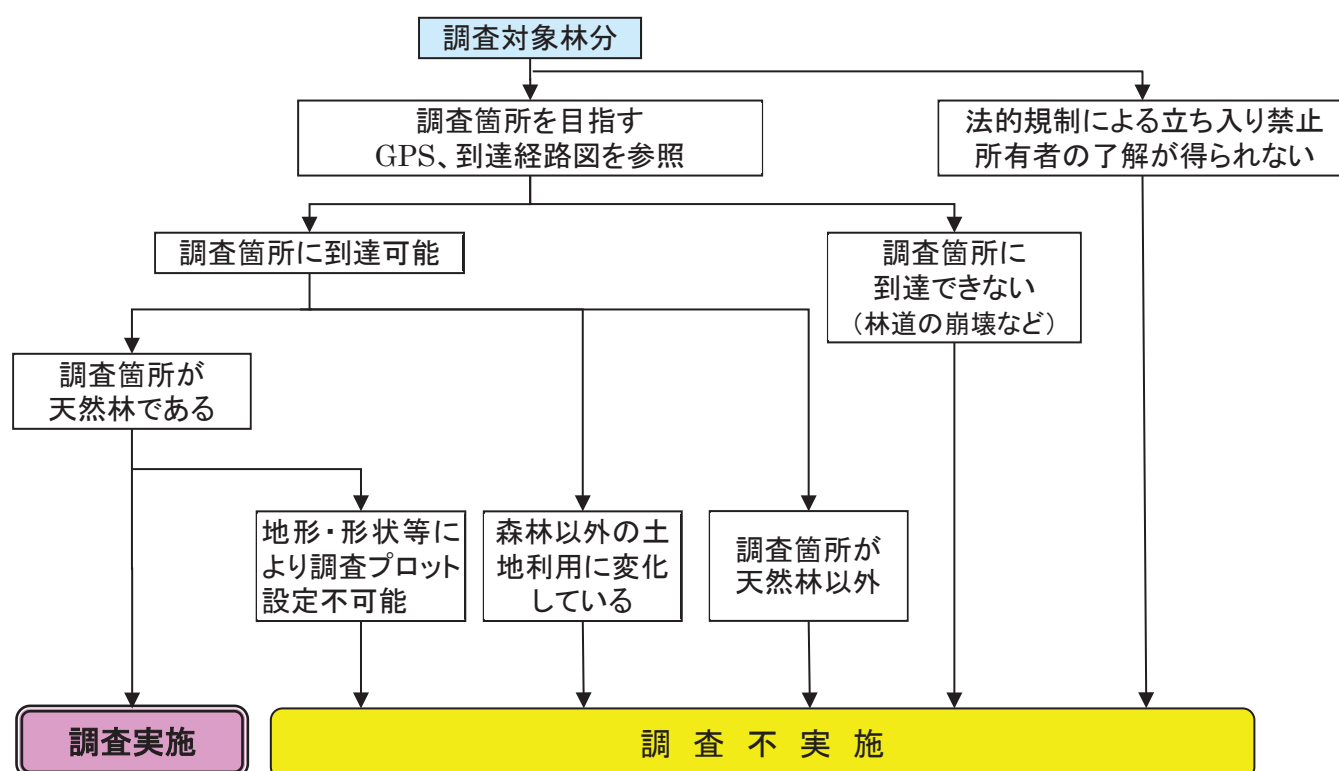 調査対象林分
調査箇所を目指す
GPS、到達経路図を参照
法的規制による立ち入り禁止
所有者の了解が得られない
調査箇所に到達可能
調査箇所に
到達できない
（林道の崩壊など）
調査箇所が
天然林である
地形・形状等に
より調査プロット
設定不可能
森林以外の土
地利用に変化
している
調査箇所が
天然林以外
調査実施
調査不実施